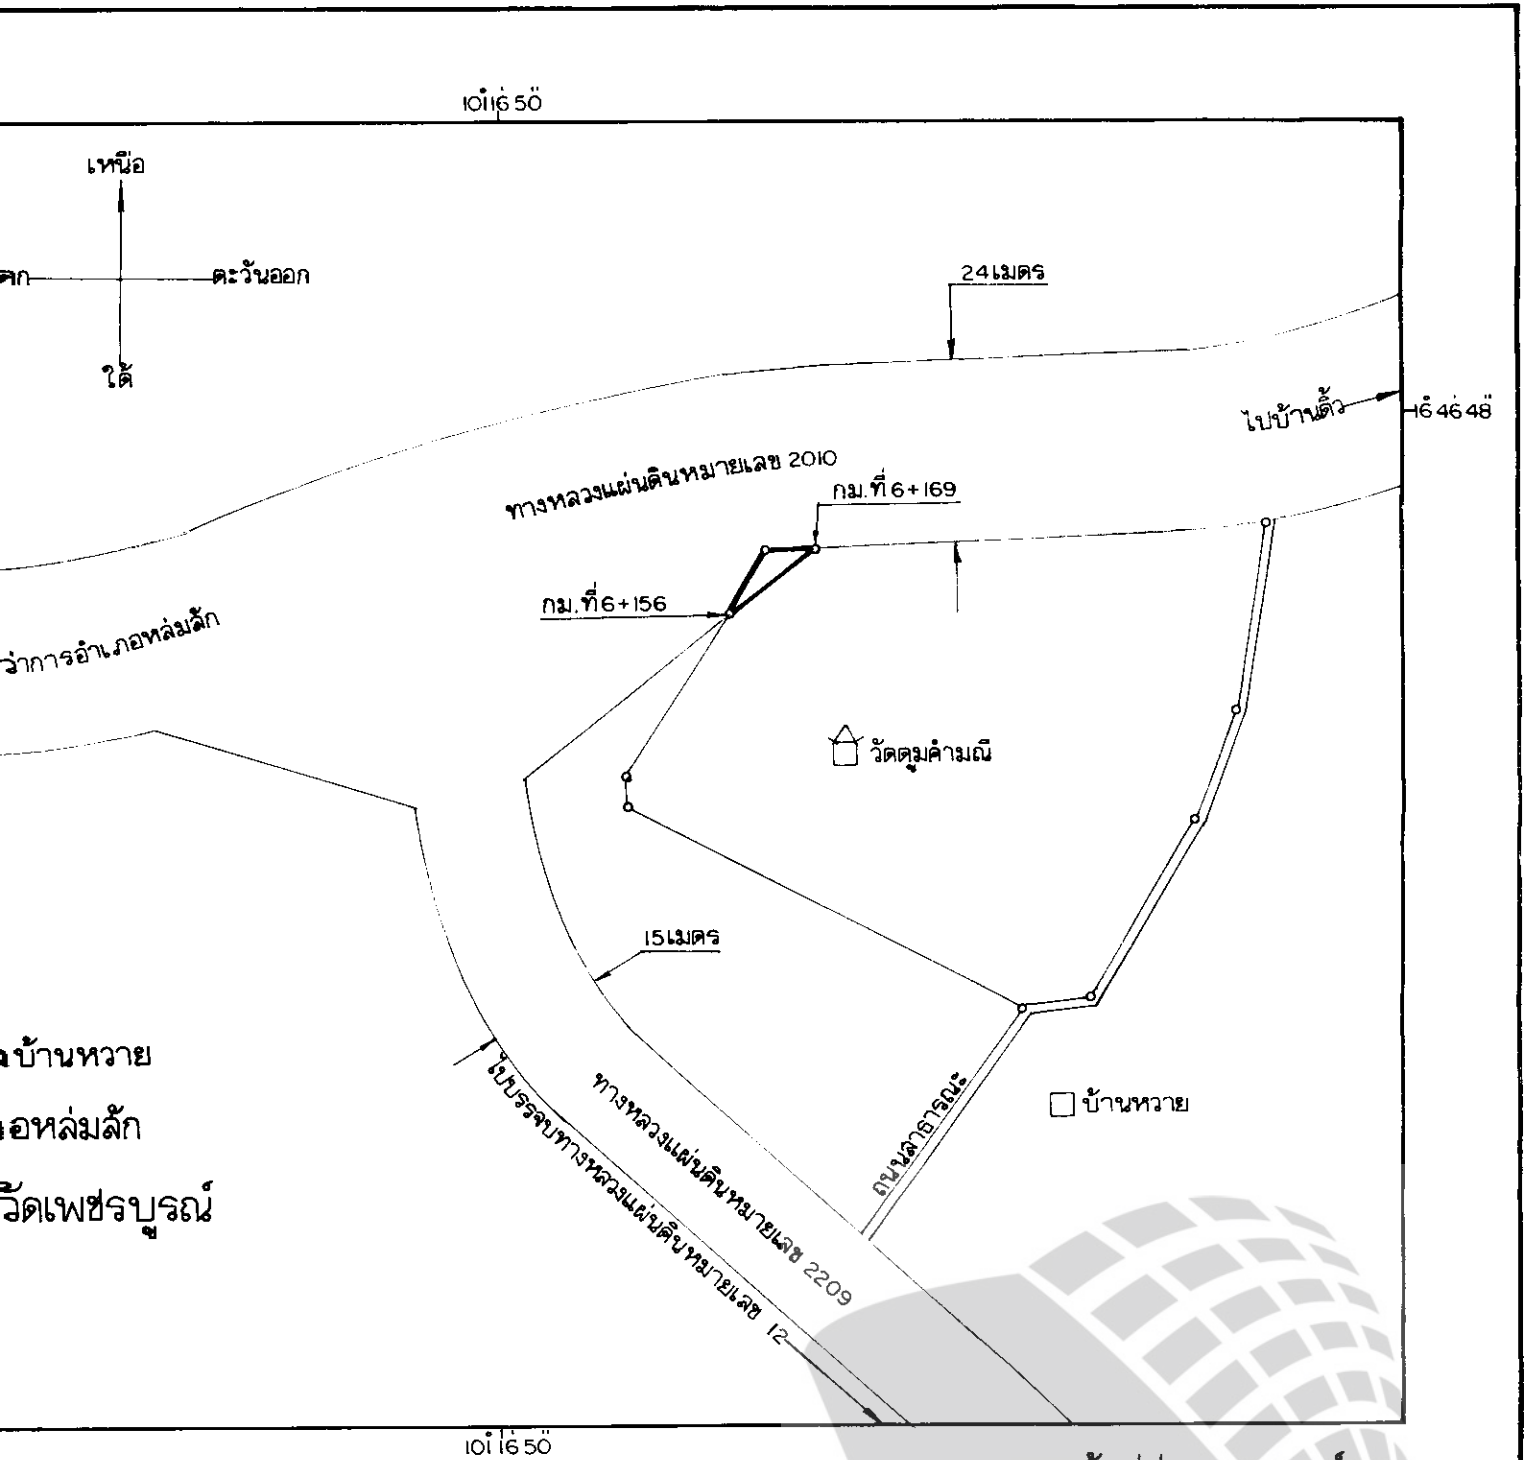 101° 16' 50"
เหนือ
ตะวันออก
ใต้
24 เมตร
ไปบ้านติ้ว
16° 46' 48"
ทางหลวงแผ่นดินหมายเลข 2010
กม.ที่ 6+169
กม.ที่ 6+156
ว่าการอำเภอหล่มสัก
วัดตูมคำมณี
15 เมตร
บ้านหวาย
อหล่มสัก
วัดเพชรบูรณ์
ทางหลวงแผ่นดินหมายเลข 2209
ไปบรรจบทางหลวงแผ่นดินหมายเลข 12
ถนนสาธารณะ
บ้านหวาย
101° 16' 50"